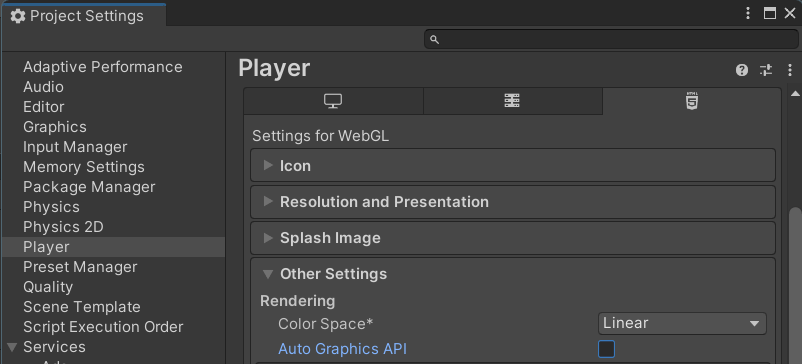 Project Settings
Player
Adaptive Performance
Audio
Editor
Graphics
Input Manager
Memory Settings
Package Manager
Physics
Physics 2D
Player
Preset Manager
Quality
Scene Template
Script Execution Order
Services
HTML
Settings for WebGL
Icon
Resolution and Presentation
Splash Image
Other Settings
Rendering
Color Space* Linear
Auto Graphics API